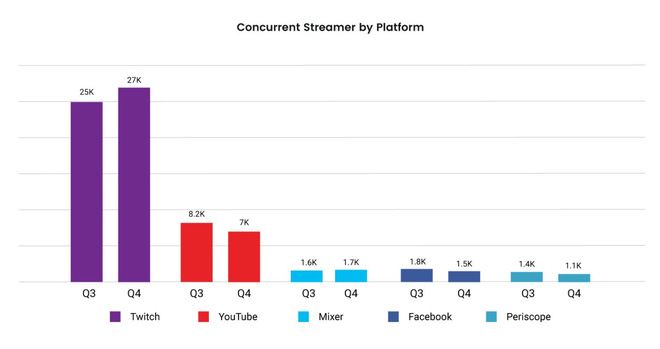 Concurrent Streamer by Platform
25K 27K 8.2K 7K 1.6K 1.7K 1.8K 1.5K 1.4K 1.1K
Q3 Q4 Q3 Q4 Q3 Q4 Q3 Q4 Q3 Q4
Twitch YouTube Mixer Facebook Periscope